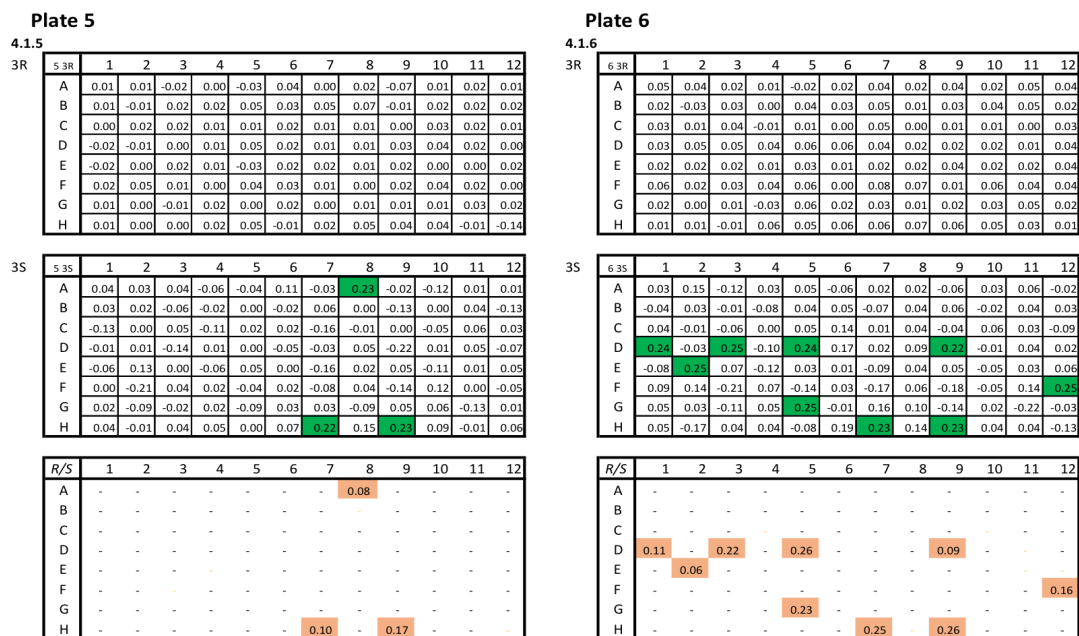 Plate 5 Plate 6
4.1.5 4.1.6
3R 3R
5 3R 1 2 3 4 5 6 7 8 9 10 11 12
A 0.01 0.01 -0.02 0.00 -0.03 0.04 0.00 0.02 -0.07 0.01 0.02 0.01
B 0.01 -0.01 0.02 0.02 0.05 0.03 0.05 0.07 -0.01 0.02 0.02 0.02
C 0.00 0.02 0.02 0.01 0.01 0.02 0.01 0.01 0.00 0.03 0.02 0.01
D -0.02 -0.01 0.00 0.01 0.05 0.02 0.01 0.01 0.03 0.04 0.02 0.00
E -0.02 0.00 0.02 0.01 -0.03 0.02 0.02 0.01 0.02 0.00 0.00 0.02
F 0.02 0.05 0.01 0.00 0.04 0.03 0.01 0.00 0.02 0.04 0.02 0.00
G 0.01 0.00 -0.01 0.02 0.00 0.02 0.00 0.01 0.01 0.01 0.03 0.02
H 0.01 0.00 0.00 0.02 0.05 -0.01 0.02 0.05 0.04 0.04 -0.01 -0.14
6 3R 1 2 3 4 5 6 7 8 9 10 11 12
A 0.05 0.04 0.02 0.01 -0.02 0.02 0.04 0.02 0.04 0.02 0.05 0.04
B 0.02 -0.03 0.03 0.00 0.04 0.03 0.05 0.01 0.03 0.04 0.05 0.02
C 0.03 0.01 0.04 -0.01 0.01 0.00 0.05 0.00 0.01 0.01 0.00 0.03
D 0.03 0.05 0.05 0.04 0.06 0.06 0.04 0.02 0.02 0.02 0.01 0.04
E 0.02 0.02 0.02 0.01 0.03 0.01 0.02 0.02 0.04 0.02 0.02 0.04
F 0.06 0.02 0.03 0.04 0.06 0.00 0.08 0.07 0.01 0.06 0.04 0.04
G 0.02 0.00 0.01 -0.03 0.06 0.02 0.03 0.01 0.02 0.03 0.05 0.02
H 0.01 0.01 -0.01 0.06 0.05 0.06 0.06 0.07 0.06 0.05 0.03 0.01
3S 3S
5 3S 1 2 3 4 5 6 7 8 9 10 11 12
A 0.04 0.03 0.04 -0.06 -0.04 0.11 -0.03 0.23 -0.02 -0.12 0.01 0.01
B 0.03 0.02 -0.06 -0.02 0.00 -0.02 0.06 0.00 -0.13 0.00 0.04 -0.13
C -0.13 0.00 0.05 -0.11 0.02 0.02 -0.16 -0.01 0.00 -0.05 0.06 0.03
D -0.01 0.01 -0.14 0.01 0.00 -0.05 -0.03 0.05 -0.22 0.01 0.05 -0.07
E -0.06 0.13 0.00 -0.06 0.05 0.00 -0.16 0.02 0.05 -0.11 0.01 0.05
F 0.00 -0.21 0.04 0.02 -0.04 0.02 -0.08 0.04 -0.14 0.12 0.00 -0.05
G 0.02 -0.09 -0.02 0.02 -0.09 0.03 0.03 -0.09 0.05 0.06 -0.13 0.01
H 0.04 -0.01 0.04 0.05 0.00 0.07 0.22 0.15 0.23 0.09 -0.01 0.06
6 3S 1 2 3 4 5 6 7 8 9 10 11 12
A 0.03 0.15 -0.12 0.03 0.05 -0.06 0.02 0.02 -0.06 0.03 0.06 -0.02
B -0.04 0.03 -0.01 -0.08 0.04 0.05 -0.07 0.04 0.06 -0.02 0.04 0.03
C 0.04 -0.01 -0.06 0.00 0.05 0.14 0.01 0.04 -0.04 0.06 0.03 -0.09
D 0.24 -0.03 0.25 -0.10 0.24 0.17 0.02 0.09 0.22 -0.01 0.04 0.02
E -0.08 0.25 0.07 -0.12 0.03 0.01 -0.09 0.04 0.05 -0.05 0.03 0.06
F 0.09 0.14 -0.21 0.07 -0.14 0.03 -0.17 0.06 -0.18 -0.05 0.14 0.25
G 0.05 0.03 -0.11 0.05 0.25 -0.01 0.16 0.10 -0.14 0.02 -0.22 -0.03
H 0.05 -0.17 0.04 0.04 -0.08 0.19 0.23 0.14 0.23 0.04 0.04 -0.13
R/S 1 2 3 4 5 6 7 8 9 10 11 12
A - - - - - - - 0.08 - - - -
B - - - - - - - - - - -
C - - - - - - - - - - - -
D - - - - - - - - - - - -
E - - - - - - - - - - -
F - - - - - - - - - - - -
G - - - - - - - - - - - -
H - - - - - - 0.10 - 0.17 - -
R/S 1 2 3 4 5 6 7 8 9 10 11 12
A - - - - - - - - - - - -
B - - - - - - - - - - - -
C - - - - - - - - - -
D 0.11 - 0.22 - 0.26 - - - 0.09 - - -
E - 0.06 - - - - - - - -
F - - - - - - - - - - 0.16
G - - - - 0.23 - - - - - - -
H - - - - - - 0.25 - 0.26 - - -